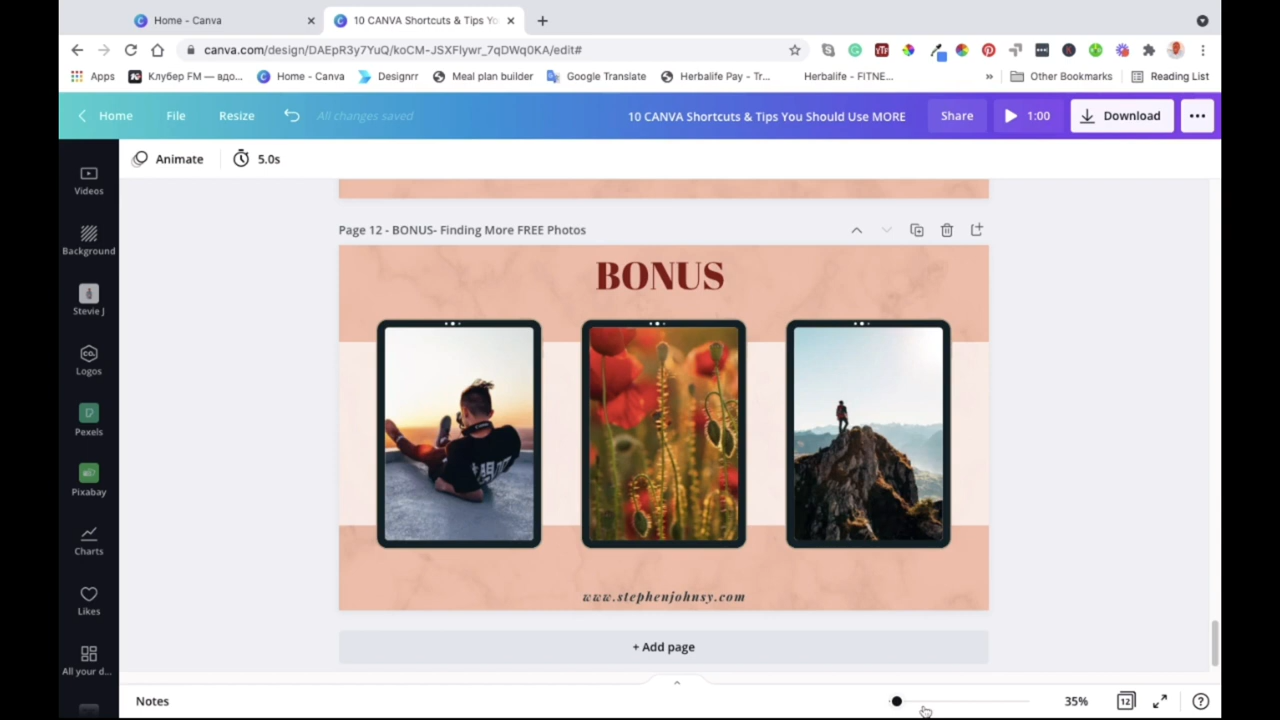 Home - Canva
10 CANVA Shortcuts & Tips Yo
canva.com/design/DAEpR3y7YuQ/koCM-JSXFlywr_7qDWq0KA/edit#
Apps
Клубер FM — вдо...
Home - Canva
Designrr
Meal plan builder
Google Translate
Herbalife Pay - Tr...
Herbalife - FITNE...
»
Other Bookmarks
Reading List
Home
File
Resize
All changes saved
10 CANVA Shortcuts & Tips You Should Use MORE
Share
1:00
Download
Animate
5.0s
Videos
Background
Stevie J
Logos
Pexels
Pixabay
Charts
Likes
All your d...
Page 12 - BONUS- Finding More FREE Photos
BONUS
www.stephenjohnsy.com
+ Add page
Notes
35%
12